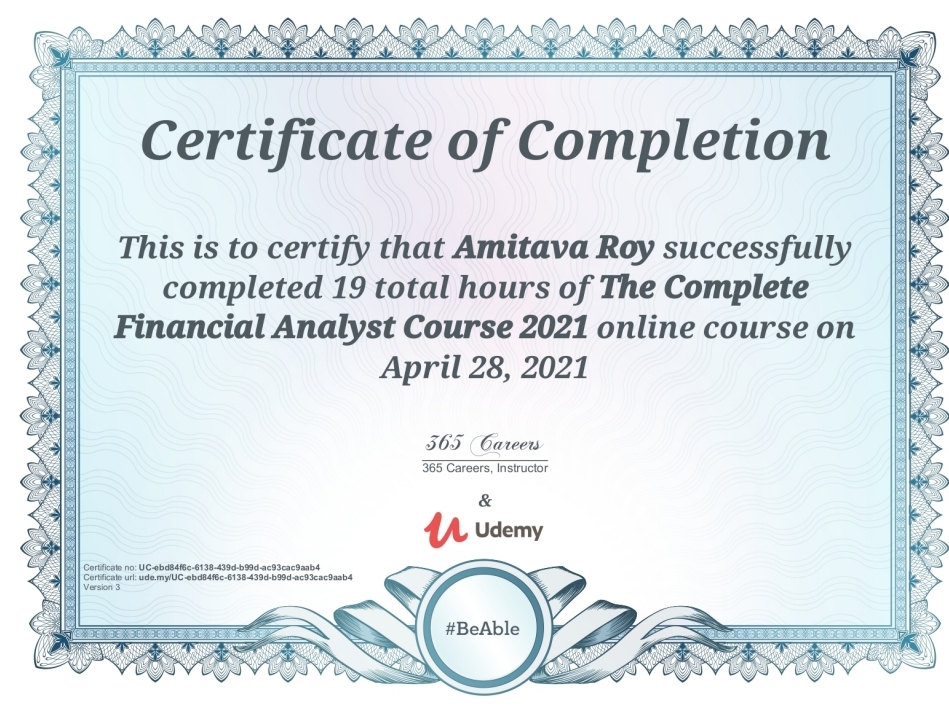 Certificate of Completion
This is to certify that Amitava Roy successfully
completed 19 total hours of The Complete
Financial Analyst Course 2021 online course on
April 28, 2021
365 Careers
365 Careers, Instructor
&
Udemy
Certificate no: UC-ebd84f6c-6138-439d-b99d-ac93cac9aab4
Certificate url: ude.my/UC-ebd84f6c-6138-439d-b99d-ac93cac9aab4
Version 3
#BeAble